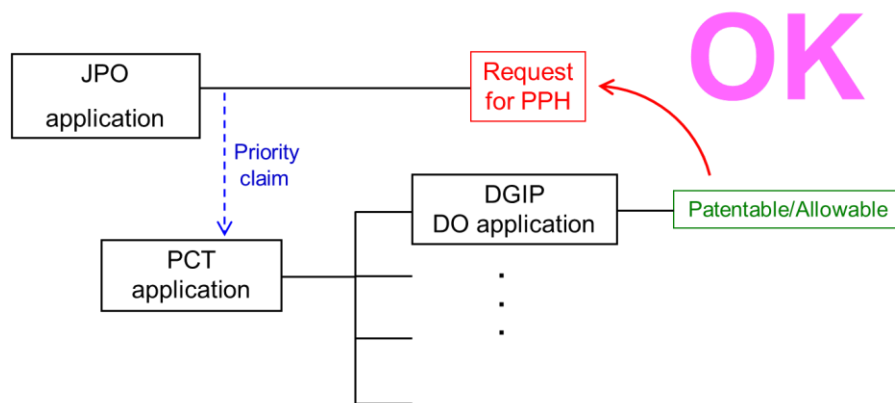 OK
JPO
application
Request
for PPH
Priority
claim
DGIP
DO application
Patentable/Allowable
PCT
application